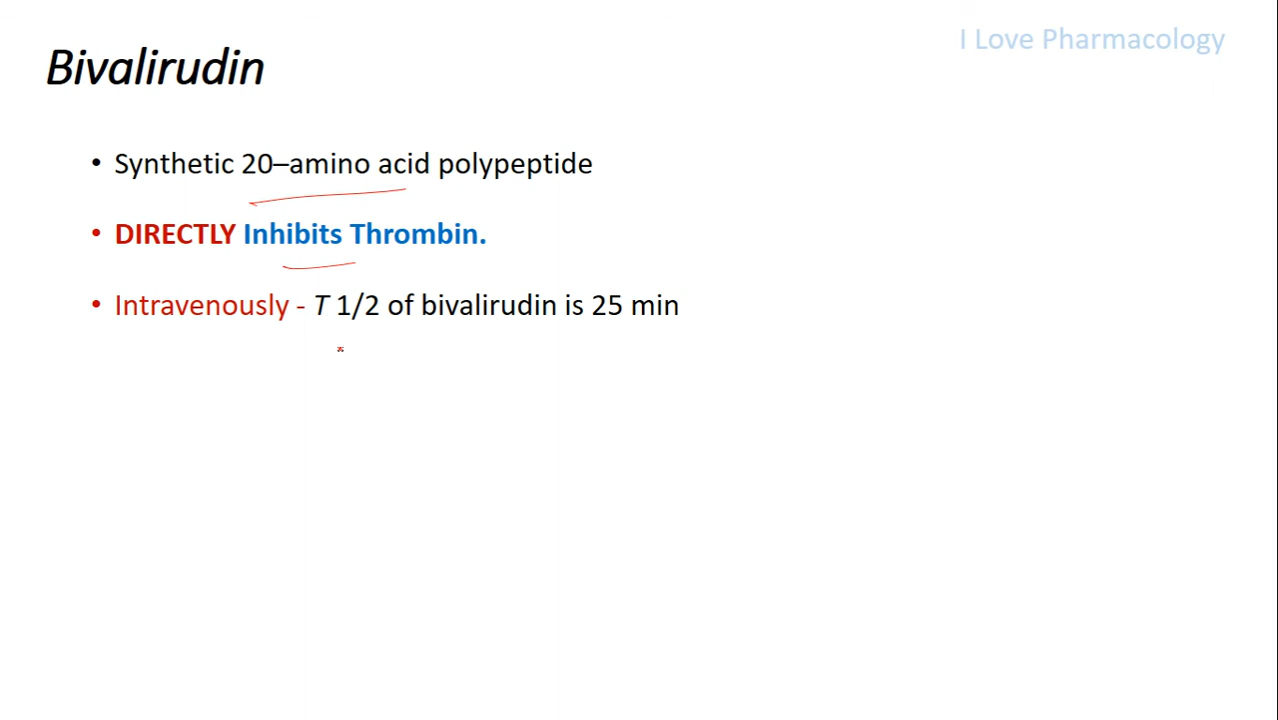 I Love Pharmacology
Bivalirudin
• Synthetic 20–amino acid polypeptide
• DIRECTLY Inhibits Thrombin.
• Intravenously - T 1/2 of bivalirudin is 25 min